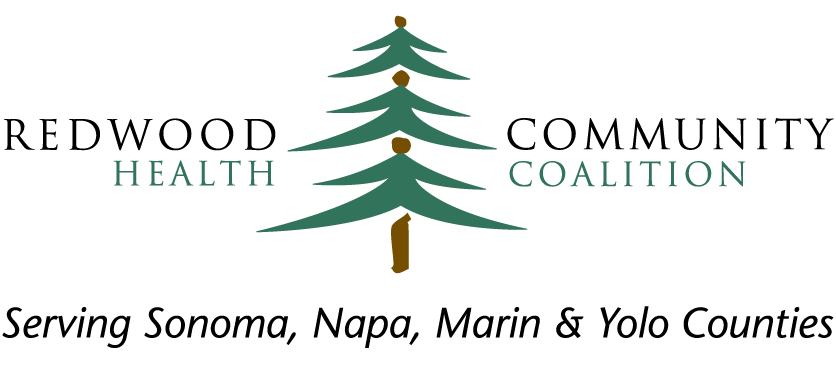 REDWOOD COMMUNITY
HEALTH COALITION
Serving Sonoma, Napa, Marin & Yolo Counties